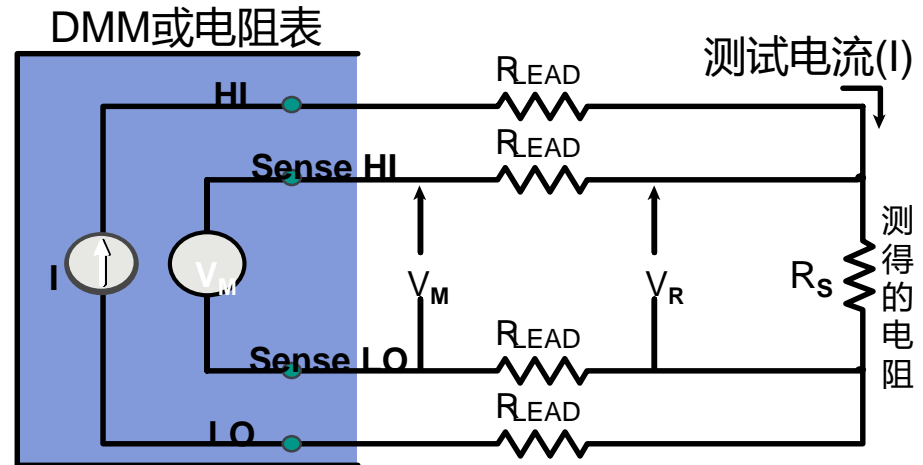 DMM或电阻表
测试电流(I)
RLEAD
HI
RLEAD
Sense HI
I
VM
VM
VR
RS
测得的电阻
RLEAD
Sense LO
RLEAD
LO